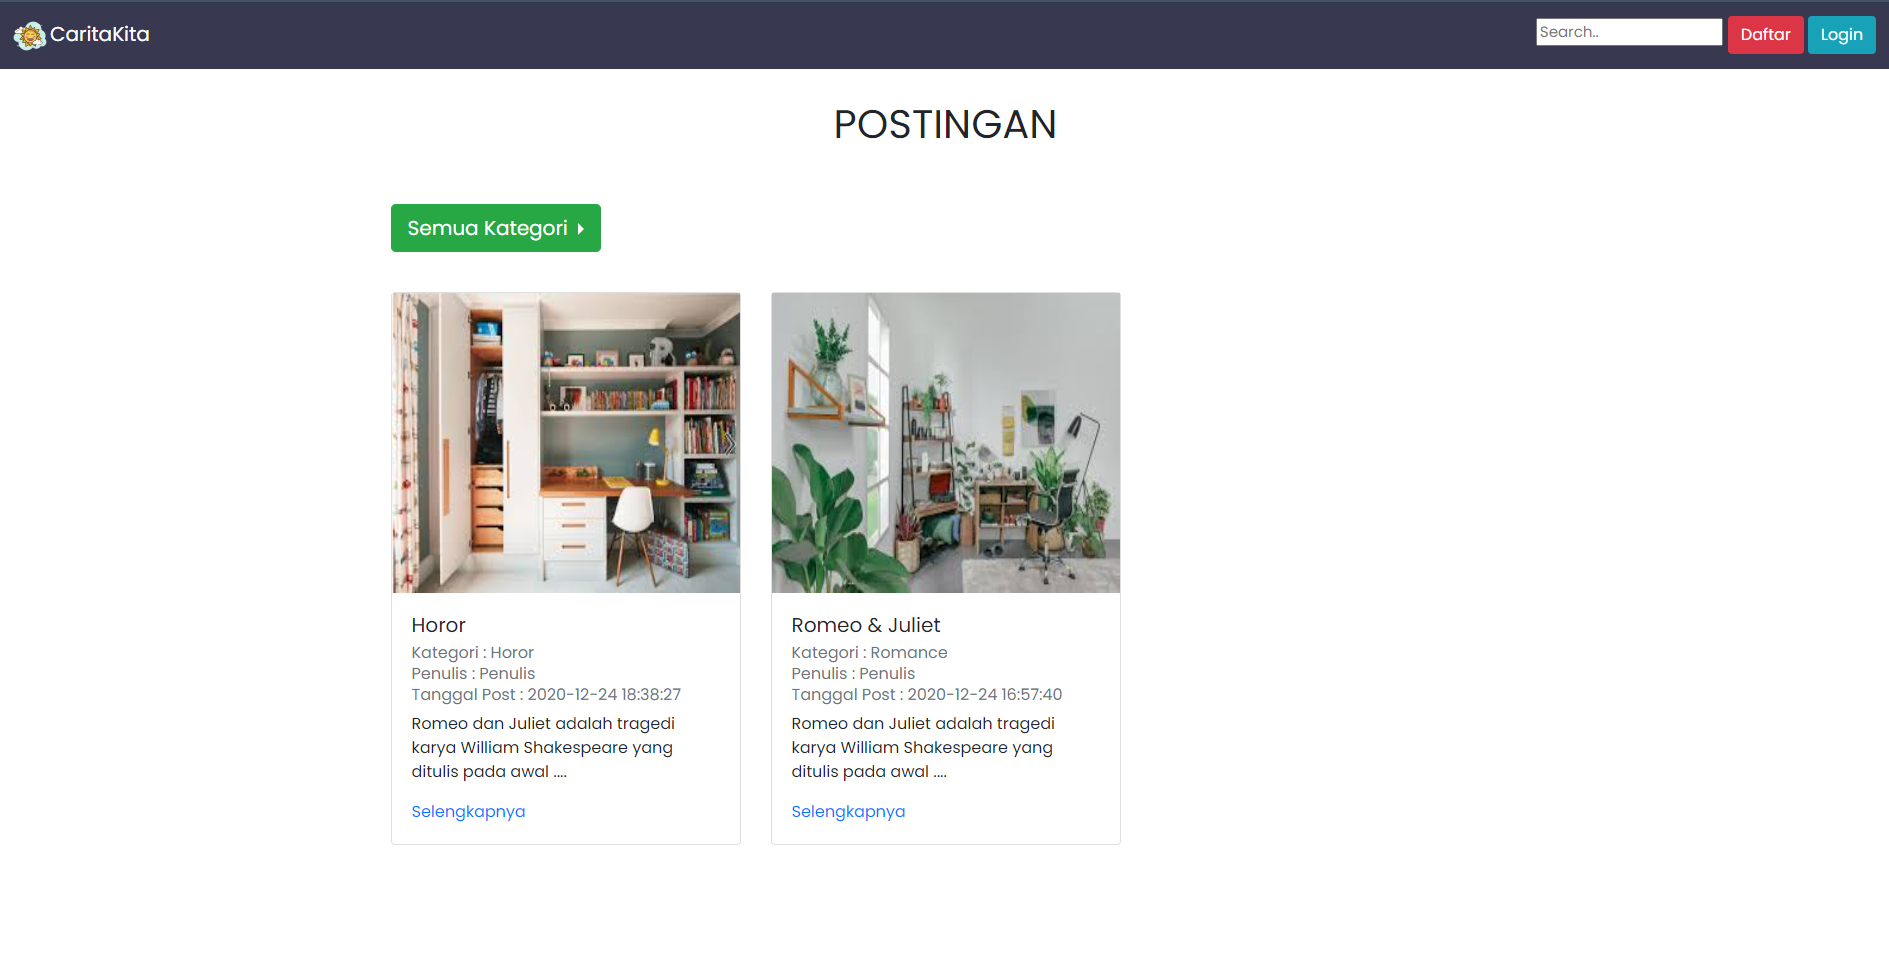 CaritaKita
Search..
Daftar
Login
POSTINGAN
Semua Kategori
Horor
Kategori : Horor
Penulis : Penulis
Tanggal Post : 2020-12-24 18:38:27
Romeo dan Juliet adalah tragedi
karya William Shakespeare yang
ditulis pada awal ....
Selengkapnya
Romeo & Juliet
Kategori : Romance
Penulis : Penulis
Tanggal Post : 2020-12-24 16:57:40
Romeo dan Juliet adalah tragedi
karya William Shakespeare yang
ditulis pada awal ....
Selengkapnya